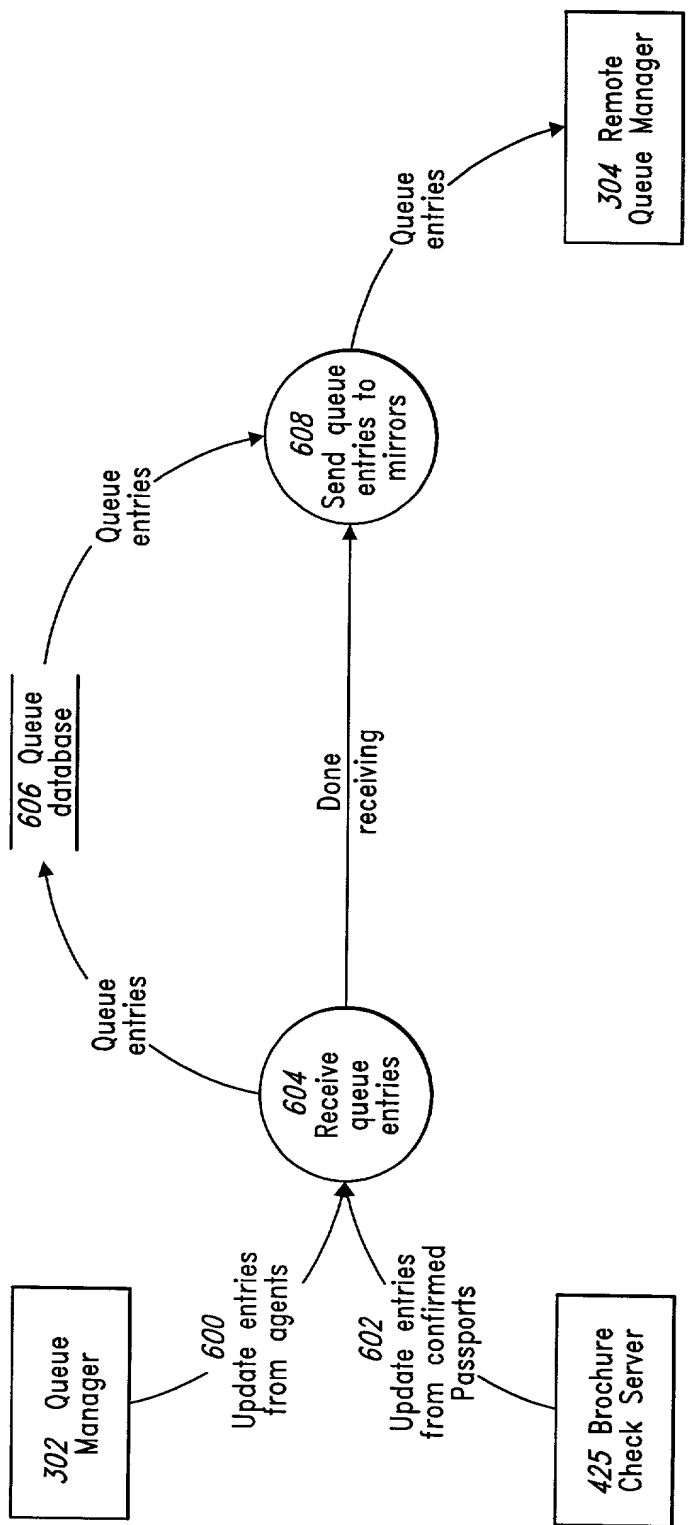 302 Queue
Manager
600
Update entries
from agents
602
Update entries
from confirmed
Passports
425 Brochure
Check Server
604
Receive
queue
entries
Queue
entries
606 Queue
database
Done
receiving
Queue
entries
608
Send queue
entries to
mirrors
Queue
entries
304 Remote
Queue Manager